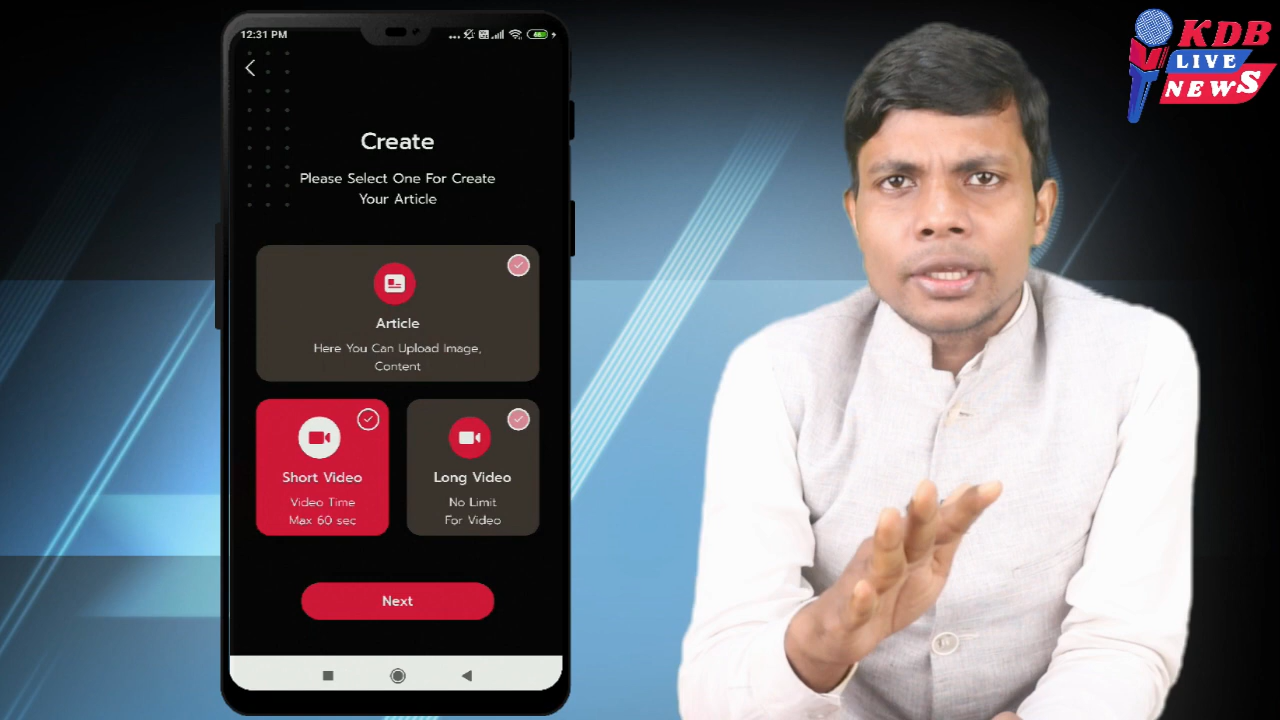 12:31 PM
Create
Please Select One For Create
Your Article
Article
Here You Can Upload Image,
Content
Short Video
Video Time
Max 60 sec
Long Video
No Limit
For Video
Next
KDB
LIVE
NEWS